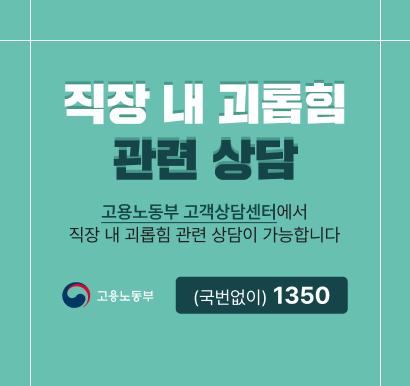 직장 내 괴롭힘
관련 상담
고용노동부 고객상담센터에서
직장 내 괴롭힘 관련 상담이 가능합니다
고용노동부 (국번없이) 1350